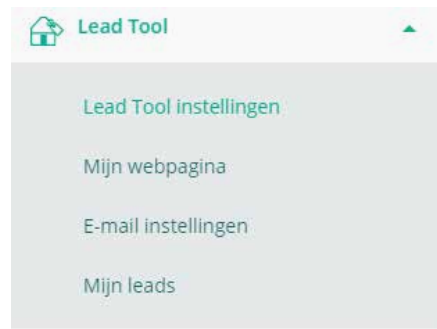 Lead Tool
Lead Tool instellingen
Mijn webpagina
E-mail instellingen
Mijn leads